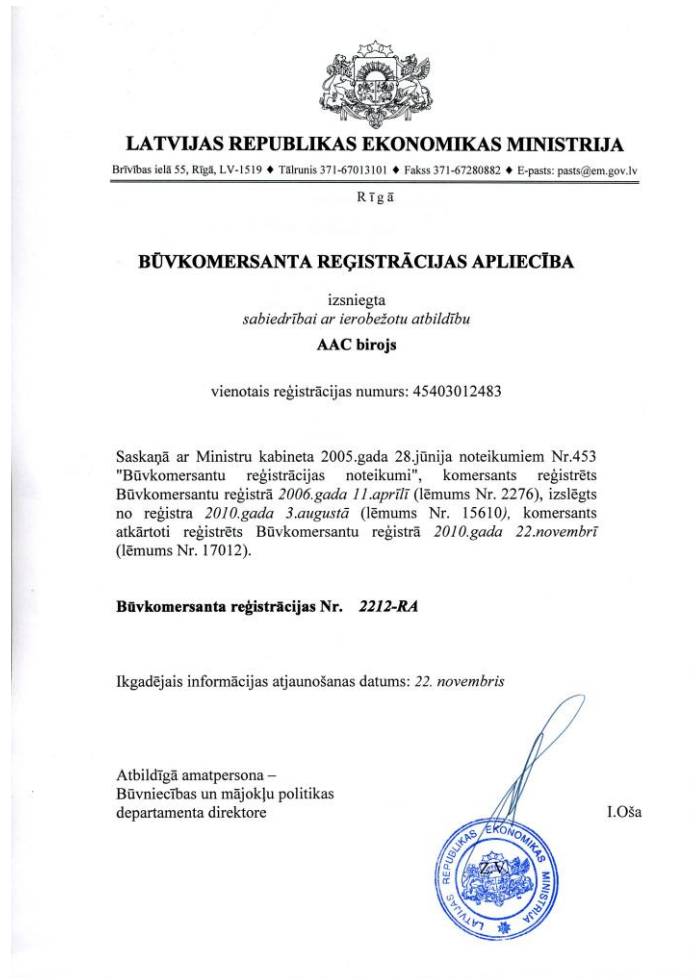 LATVIJAS REPUBLIKAS EKONOMIKAS MINISTRIJA
Brīvības ielā 55, Rīgā, LV-1519 ♦ Tālrunis 371-67013101 ♦ Fakss 371-67280882 ♦ E-pasts: pasts@em.gov.lv
Rīgā
BŪVKOMERSANTA REĢISTRĀCIJAS APLIECĪBA
izsniegta
sabiedrībai ar ierobežotu atbildību
AAC birojs
vienotais reģistrācijas numurs: 45403012483
Saskaņā ar Ministru kabineta 2005.gada 28.jūnija noteikumiem Nr.453
"Būvkomersantu reģistrācijas noteikumi", komersants reģistrēts
Būvkomersantu reģistrā 2006.gada 11.aprīlī (lēmums Nr. 2276), izslēgts
no reģistra 2010.gada 3.augustā (lēmums Nr. 15610), komersants
atkārtoti reģistrēts Būvkomersantu reģistrā 2010.gada 22.novembrī
(lēmums Nr. 17012).
Būvkomersanta reģistrācijas Nr. 2212-RA
Ikgadējais informācijas atjaunošanas datums: 22. novembris
Atbildīgā amatpersona –
Būvniecības un mājokļu politikas
departamenta direktore
I.Oša
LATVIJAS REPUBLIKAS EKONOMIKAS MINISTRIJA
Z.V.